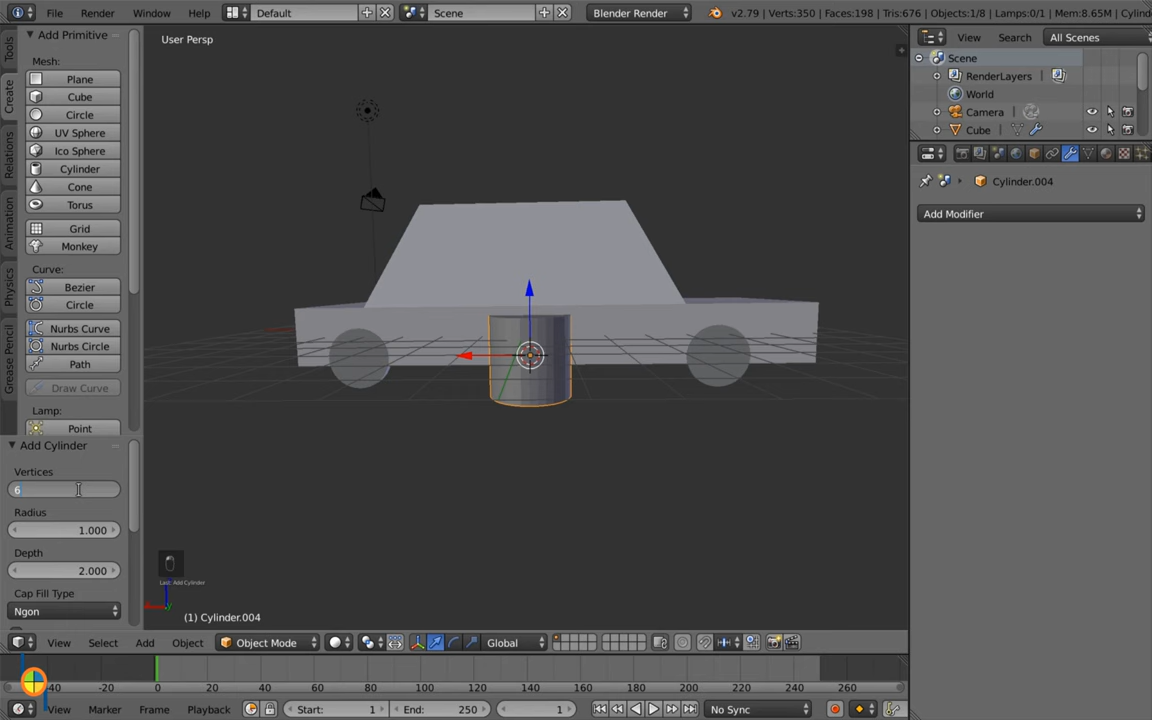 File Render Window Help Default Scene Blender Render v2.79 | Verts:350 | Faces:198 | Tris:676 | Objects:1/8 | Lamps:0/1 | Mem:8.65M | Cylind
Add Primitive
User Persp
View Search All Scenes
Tools
Create
Relations
Animation
Physics
Grease Pencil
Mesh:
Plane
Cube
Circle
UV Sphere
Ico Sphere
Cylinder
Cone
Torus
Grid
Monkey
Curve:
Bezier
Circle
Nurbs Curve
Nurbs Circle
Path
Draw Curve
Lamp:
Point
Add Cylinder
Vertices
6
Radius
1.000
Depth
2.000
Cap Fill Type
Ngon
Last: Add Cylinder
(1) Cylinder.004
Scene
RenderLayers
World
Camera
Cube
Cylinder.004
Add Modifier
View Select Add Object Object Mode Global
-40 -20 0 20 40 60 80 100 120 140 160 180 200 220 240 260
View Marker Frame Playback Start: 1 End: 250 1 No Sync